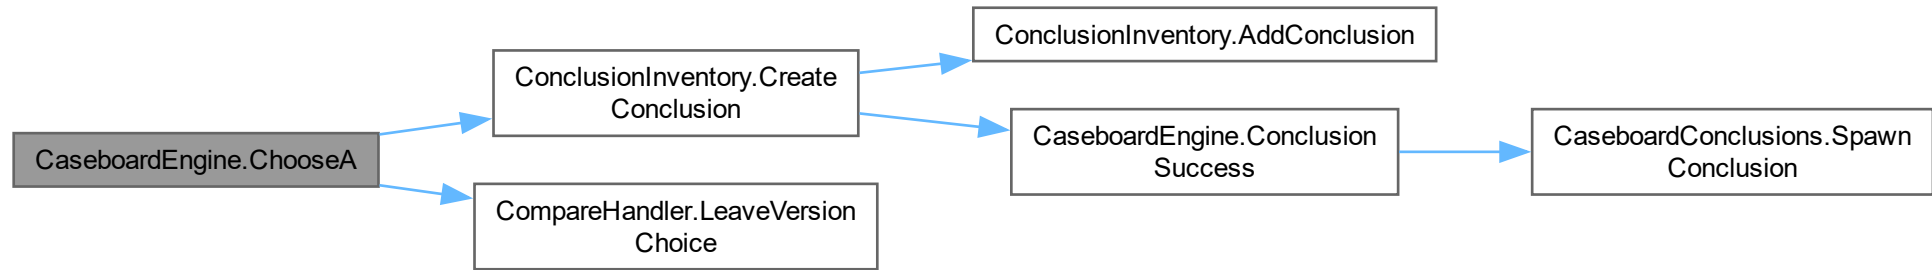 CaseboardEngine.ChooseA
ConclusionInventory.Create
Conclusion
CompareHandler.LeaveVersion
Choice
ConclusionInventory.AddConclusion
CaseboardEngine.Conclusion
Success
CaseboardConclusions.Spawn
Conclusion